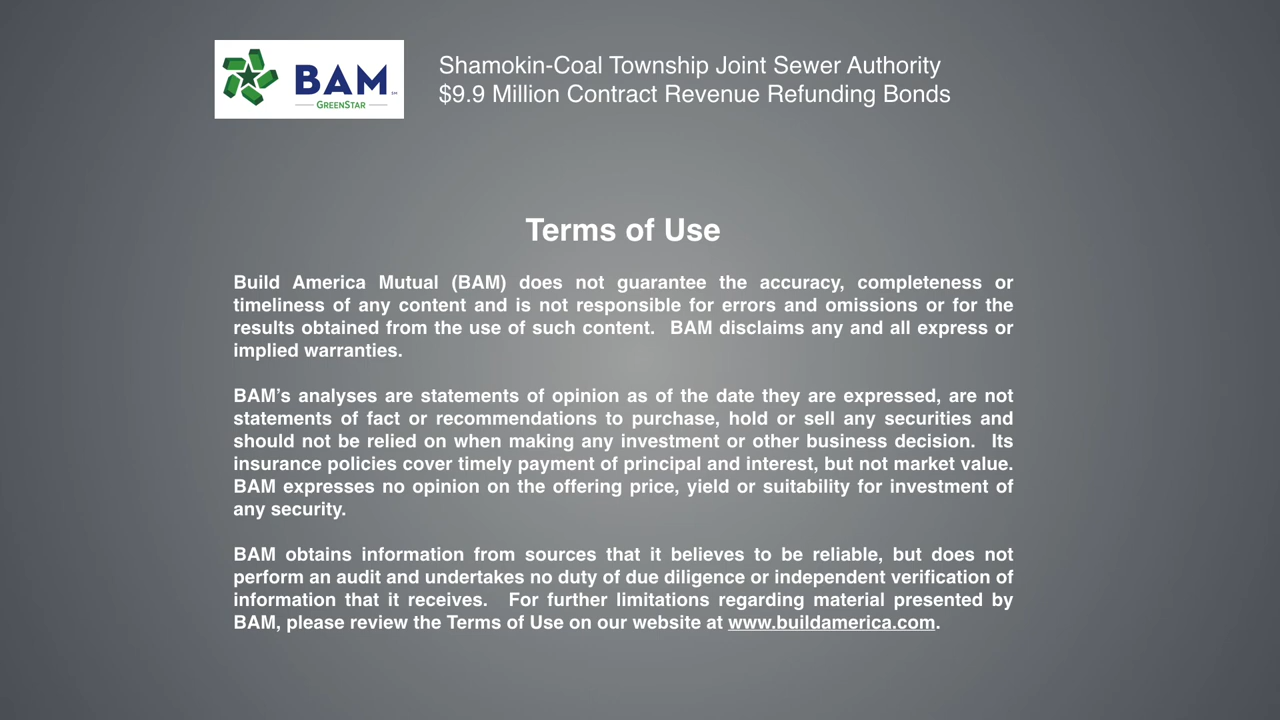 BAM
GREENSTAR
Shamokin-Coal Township Joint Sewer Authority
$9.9 Million Contract Revenue Refunding Bonds
Terms of Use
Build America Mutual (BAM) does not guarantee the accuracy, completeness or
timeliness of any content and is not responsible for errors and omissions or for the
results obtained from the use of such content.  BAM disclaims any and all express or
implied warranties.
BAM’s analyses are statements of opinion as of the date they are expressed, are not
statements of fact or recommendations to purchase, hold or sell any securities and
should not be relied on when making any investment or other business decision.  Its
insurance policies cover timely payment of principal and interest, but not market value.
BAM expresses no opinion on the offering price, yield or suitability for investment of
any security.
BAM obtains information from sources that it believes to be reliable, but does not
perform an audit and undertakes no duty of due diligence or independent verification of
information that it receives.  For further limitations regarding material presented by
BAM, please review the Terms of Use on our website at www.buildamerica.com.